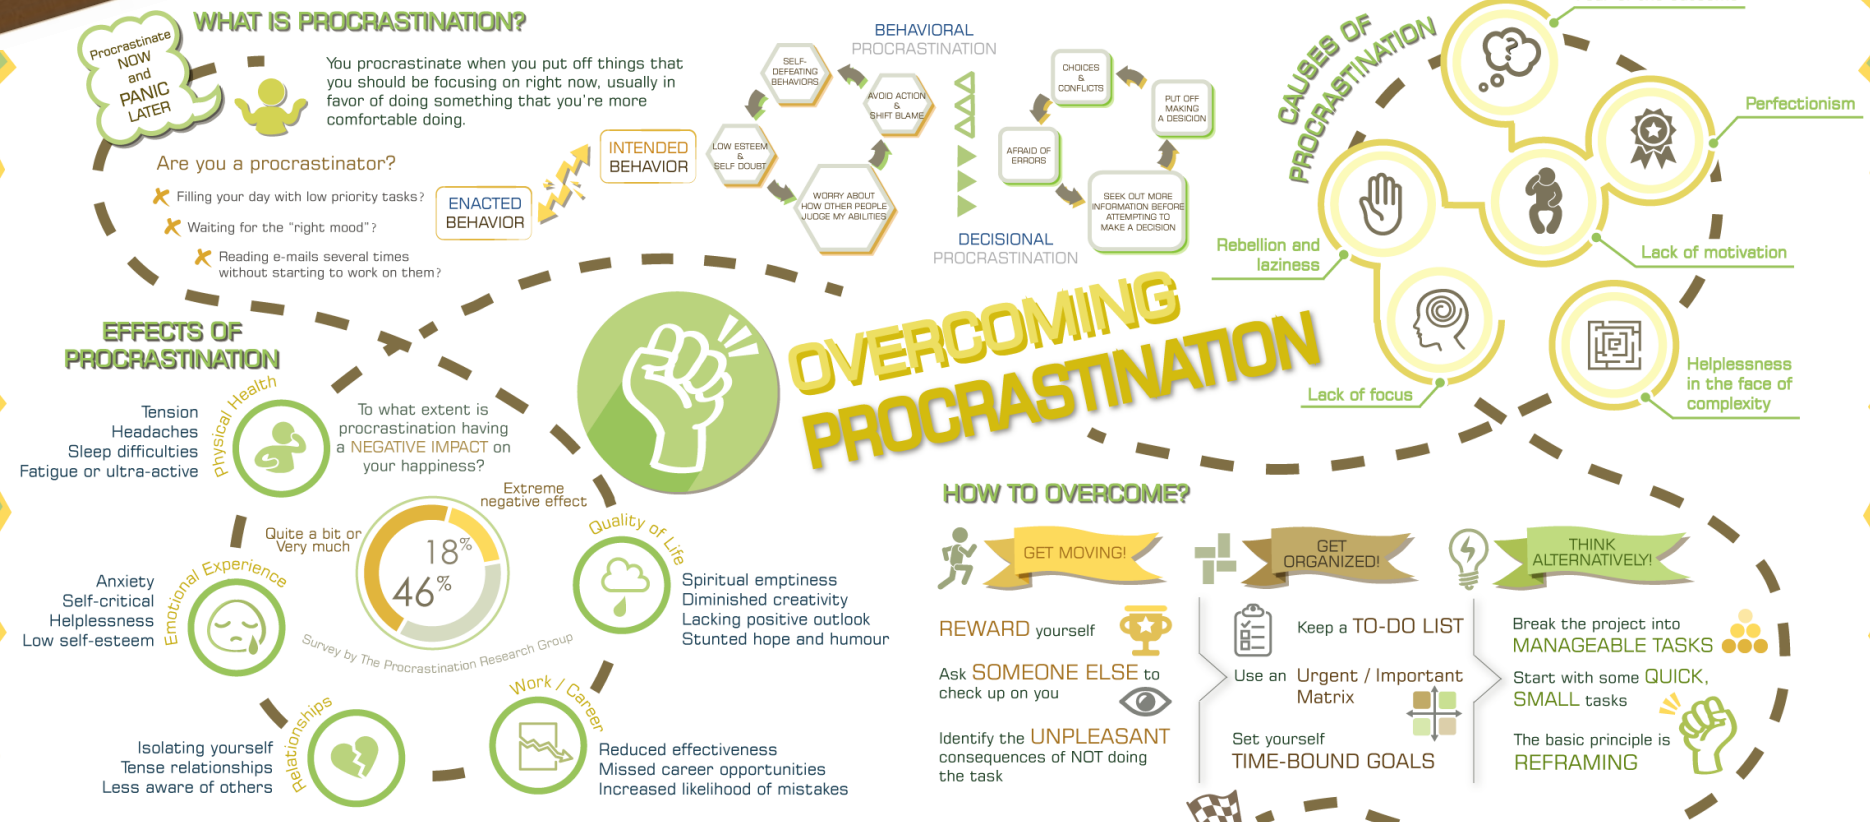 WHAT IS PROCRASTINATION?
Procrastinate
NOW
and
PANIC
LATER
You procrastinate when you put off things that
you should be focusing on right now, usually in
favor of doing something that you're more
comfortable doing.
Are you a procrastinator?
Filling your day with low priority tasks?
Waiting for the "right mood"?
Reading e-mails several times
without starting to work on them?
ENACTED
BEHAVIOR
INTENDED
BEHAVIOR
BEHAVIORAL
PROCRASTINATION
SELF-
DEFEATING
BEHAVIORS
AVOID ACTION
&
SHIFT BLAME
LOW ESTEEM
&
SELF DOUBT
WORRY ABOUT
HOW OTHER PEOPLE
JUDGE MY ABILITIES
DECISIONAL
PROCRASTINATION
CHOICES
&
CONFLICTS
PUT OFF
MAKING
A DESICION
AFRAID OF
ERRORS
SEEK OUT MORE
INFORMATION BEFORE
ATTEMPTING TO
MAKE A DECISION
CAUSES OF
PROCRASTINATION
Perfectionism
Lack of motivation
Rebellion and
laziness
Lack of focus
Helplessness
in the face of
complexity
OVERCOMING
PROCRASTINATION
EFFECTS OF
PROCRASTINATION
Physical Health
Tension
Headaches
Sleep difficulties
Fatigue or ultra-active
To what extent is
procrastination having
a NEGATIVE IMPACT on
your happiness?
Extreme
negative effect
Quite a bit or
Very much
18%
46%
Survey by The Procrastination Research Group
Emotional Experience
Anxiety
Self-critical
Helplessness
Low self-esteem
Quality of Life
Spiritual emptiness
Diminished creativity
Lacking positive outlook
Stunted hope and humour
Relationships
Isolating yourself
Tense relationships
Less aware of others
Work / Career
Reduced effectiveness
Missed career opportunities
Increased likelihood of mistakes
HOW TO OVERCOME?
GET MOVING!
REWARD yourself
Ask SOMEONE ELSE to
check up on you
Identify the UNPLEASANT
consequences of NOT doing
the task
GET
ORGANIZED!
Keep a TO-DO LIST
Use an Urgent / Important
Matrix
Set yourself
TIME-BOUND GOALS
THINK
ALTERNATIVELY!
Break the project into
MANAGEABLE TASKS
Start with some QUICK,
SMALL tasks
The basic principle is
REFRAMING